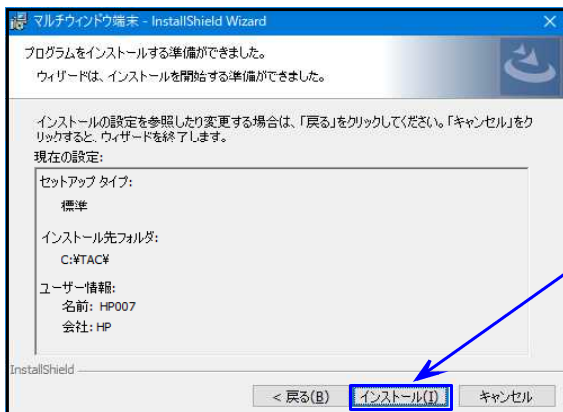 マルチウィンドウ端末 - InstallShield Wizard
プログラムをインストールする準備ができました。
ウィザードは、インストールを開始する準備ができました。
インストールの設定を参照したり変更する場合は、「戻る」をクリックしてください。「キャンセル」をク
リックすると、ウィザードを終了します。
現在の設定:
セットアップ タイプ:
標準
インストール先フォルダ:
C:¥TAC¥
ユーザー情報:
名前: HP007
会社: HP
InstallShield
< 戻る(B) インストール(I) キャンセル